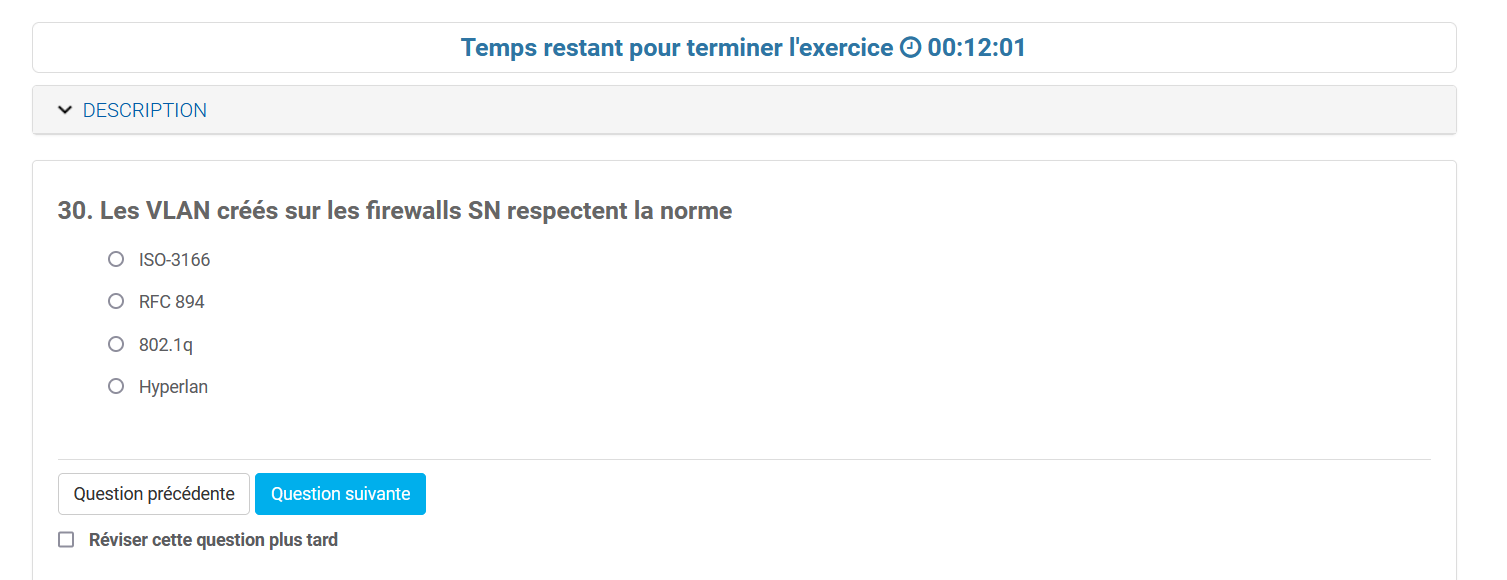 Temps restant pour terminer l'exercice 00:12:01
DESCRIPTION
30. Les VLAN créés sur les firewalls SN respectent la norme
ISO-3166
RFC 894
802.1q
Hyperlan
Question précédente Question suivante
Réviser cette question plus tard